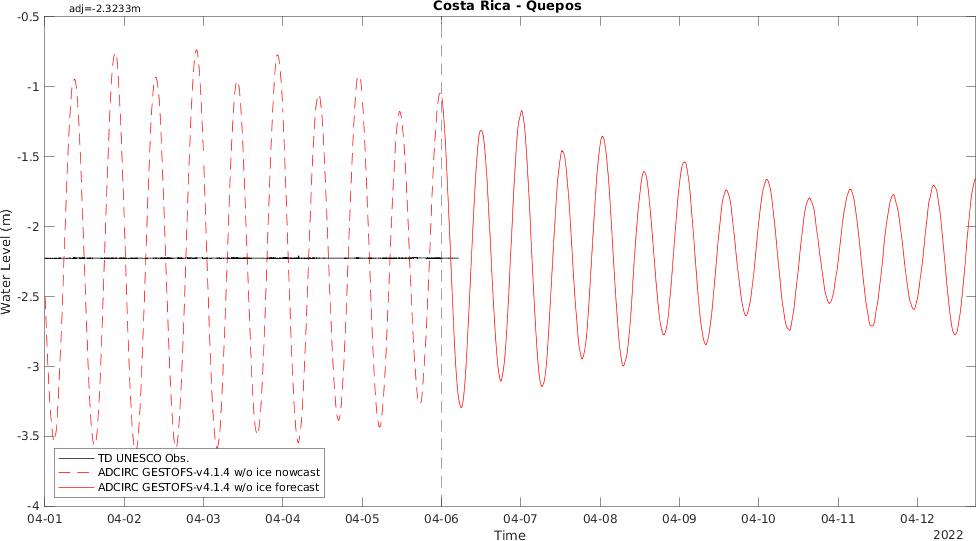 adj=-2.3233m
Costa Rica - Quepos
-0.5
-1
-1.5
-2
-2.5
-3
-3.5
-4
Water Level (m)
TD UNESCO Obs.
ADCIRC GESTOFS-v4.1.4 w/o ice nowcast
ADCIRC GESTOFS-v4.1.4 w/o ice forecast
04-01 04-02 04-03 04-04 04-05 04-06 04-07 04-08 04-09 04-10 04-11 04-12
Time
2022